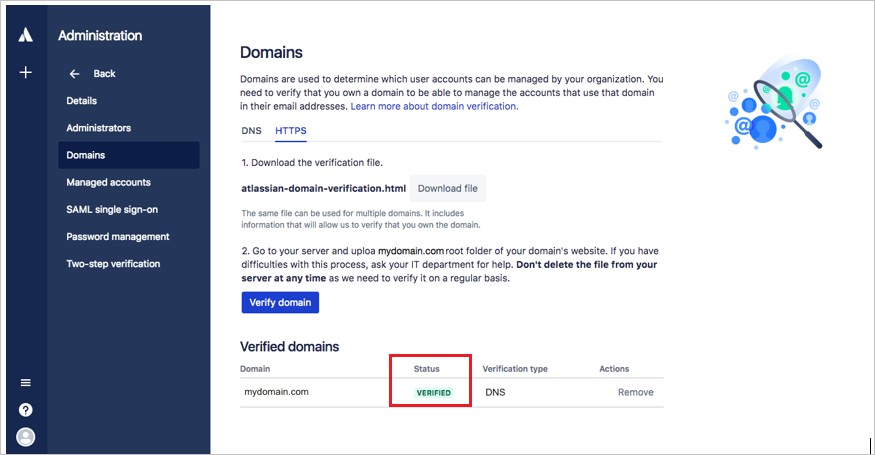 Administration
Back
Details
Administrators
Domains
Managed accounts
SAML single sign-on
Password management
Two-step verification
Domains
Domains are used to determine which user accounts can be managed by your organization. You
need to verify that you own a domain to be able to manage the accounts that use that domain
in their email addresses. Learn more about domain verification.
DNS HTTPS
1. Download the verification file.
atlassian-domain-verification.html Download file
The same file can be used for multiple domains. It includes
information that will allow us to verify that you own the domain.
2. Go to your server and uploa mydomain.com root folder of your domain's website. If you have
difficulties with this process, ask your IT department for help. Don't delete the file from your
server at any time as we need to verify it on a regular basis.
Verify domain
Verified domains
Domain Status Verification type Actions
mydomain.com VERIFIED DNS Remove